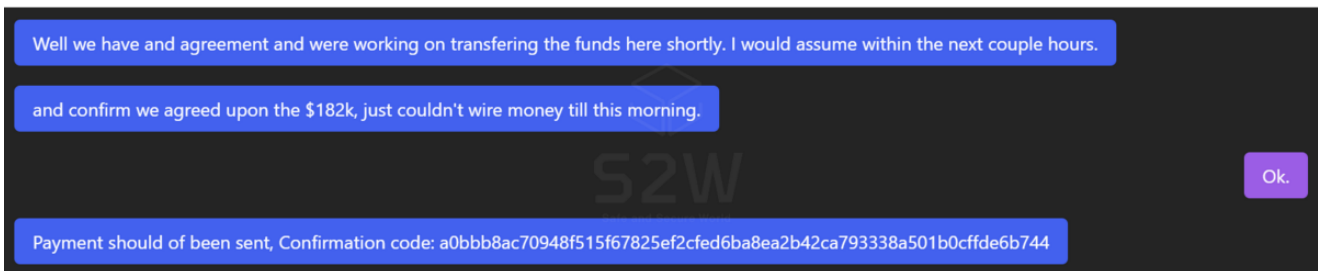 Well we have and agreement and were working on transfering the funds here shortly. I would assume within the next couple hours.
and confirm we agreed upon the $182k, just couldn't wire money till this morning.
Ok.
S2W
Payment should of been sent, Confirmation code: a0bbb8ac70948f515f67825ef2cfed6ba8ea2b42ca793338a501b0cffde6b744